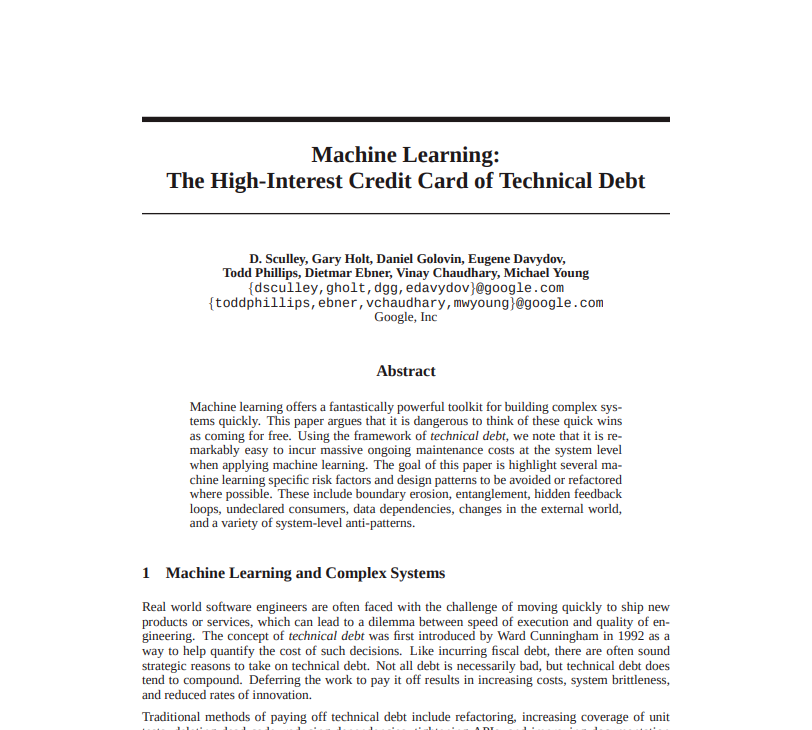 Machine Learning:
The High-Interest Credit Card of Technical Debt
D. Sculley, Gary Holt, Daniel Golovin, Eugene Davydov,
Todd Phillips, Dietmar Ebner, Vinay Chaudhary, Michael Young
{dsculley,gholt,dgg,edavydov}@google.com
{toddphillips,ebner,vchaudhary,mwyoung}@google.com
Google, Inc
Abstract
Machine learning offers a fantastically powerful toolkit for building complex sys-
tems quickly. This paper argues that it is dangerous to think of these quick wins
as coming for free. Using the framework of technical debt, we note that it is re-
markably easy to incur massive ongoing maintenance costs at the system level
when applying machine learning. The goal of this paper is highlight several ma-
chine learning specific risk factors and design patterns to be avoided or refactored
where possible. These include boundary erosion, entanglement, hidden feedback
loops, undeclared consumers, data dependencies, changes in the external world,
and a variety of system-level anti-patterns.
1 Machine Learning and Complex Systems
Real world software engineers are often faced with the challenge of moving quickly to ship new
products or services, which can lead to a dilemma between speed of execution and quality of en-
gineering. The concept of technical debt was first introduced by Ward Cunningham in 1992 as a
way to help quantify the cost of such decisions. Like incurring fiscal debt, there are often sound
strategic reasons to take on technical debt. Not all debt is necessarily bad, but technical debt does
tend to compound. Deferring the work to pay it off results in increasing costs, system brittleness,
and reduced rates of innovation.
Traditional methods of paying off technical debt include refactoring, increasing coverage of unit